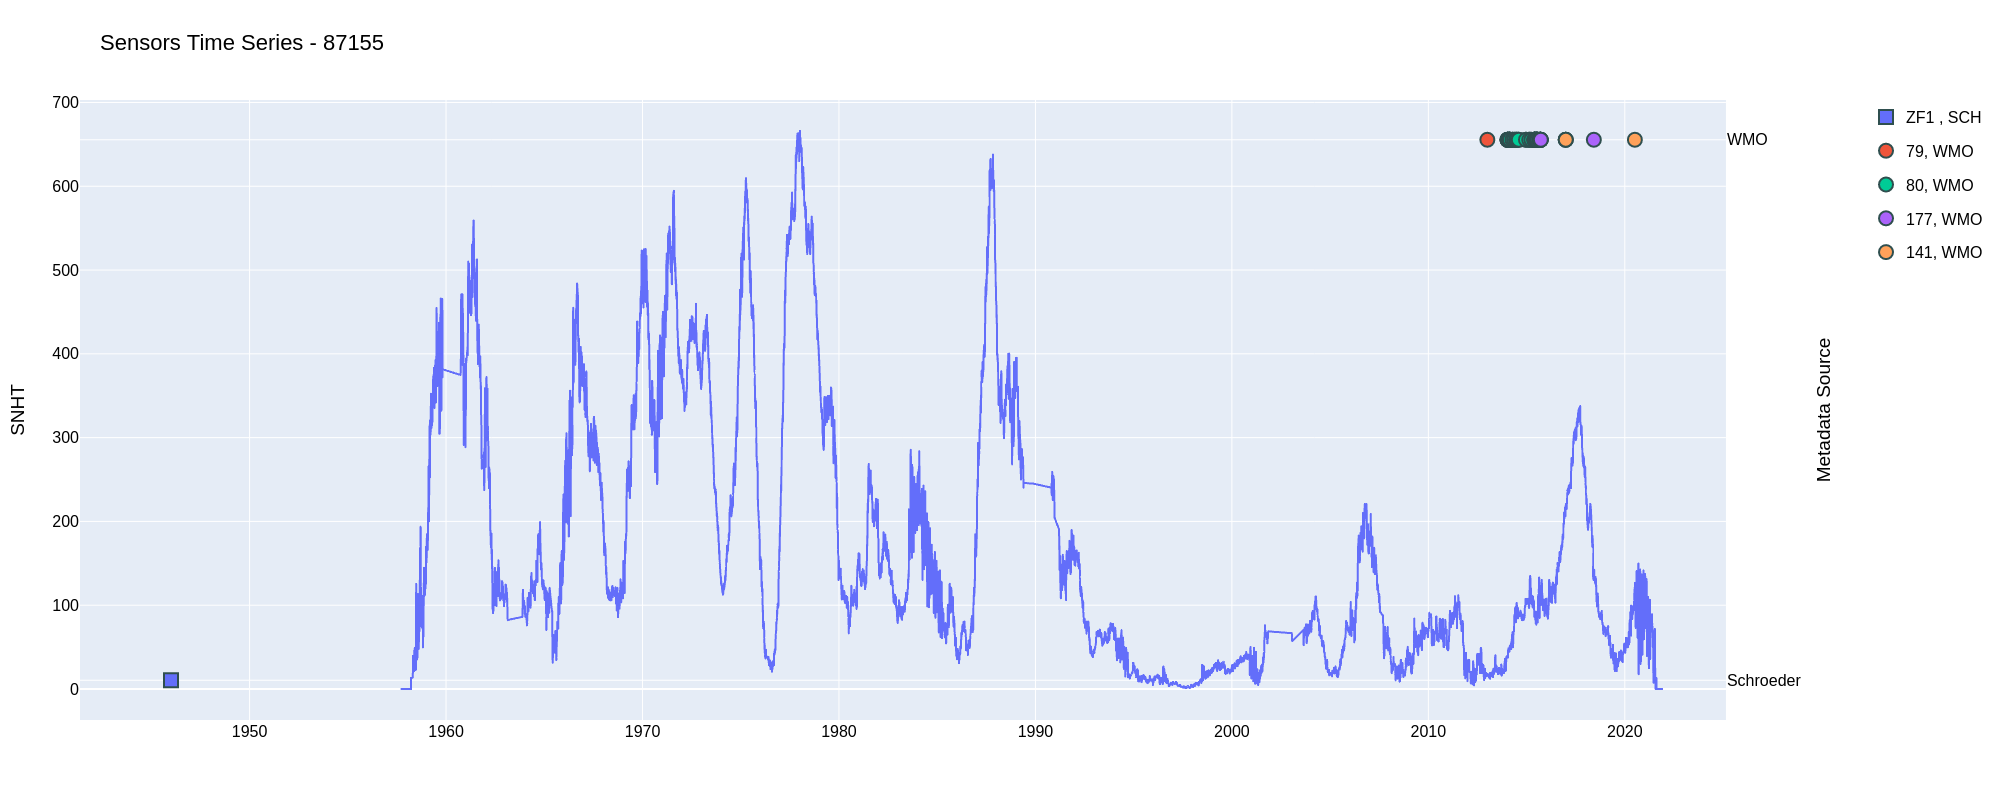 Sensors Time Series - 87155
700
600
500
400
300
200
100
0
SNHT
1950
1960
1970
1980
1990
2000
2010
2020
WMO
Schroeder
Metadata Source
ZF1 , SCH
79, WMO
80, WMO
177, WMO
141, WMO